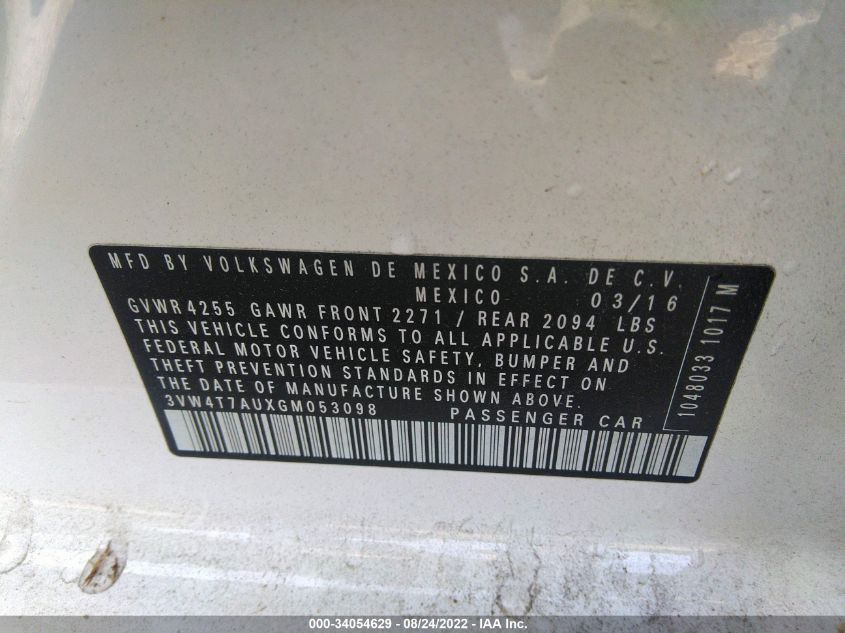 MFD BY VOLKSWAGEN DE MEXICO S.A. DE C.V.
MEXICO 03/16
GVWR 4255 GAWR FRONT 2271 / REAR 2094 LBS
THIS VEHICLE CONFORMS TO ALL APPLICABLE U.S.
FEDERAL MOTOR VEHICLE SAFETY, BUMPER AND
THEFT PREVENTION STANDARDS IN EFFECT ON
THE DATE OF MANUFACTURE SHOWN ABOVE.
3VW4T7AUXGM053098 PASSENGER CAR
1048033 1017 M
000-34054629 - 08/24/2022 - IAA Inc.